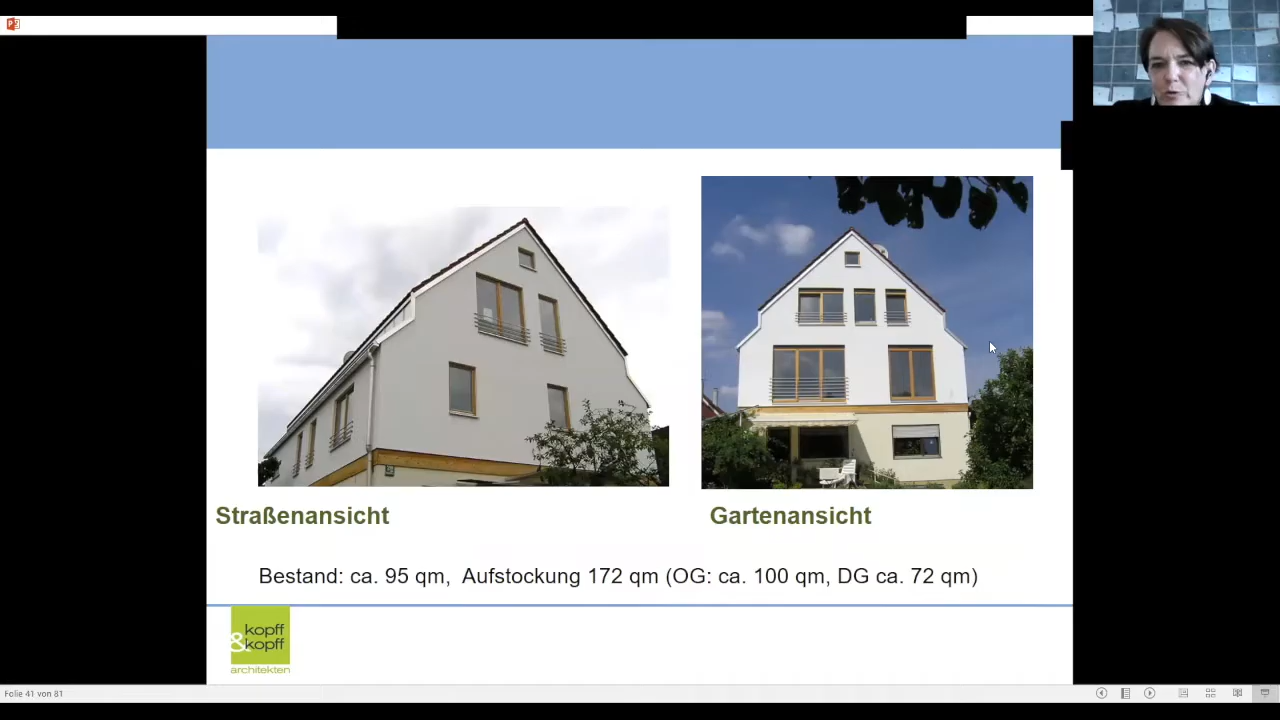 Straßenansicht
Gartenansicht
Bestand: ca. 95 qm, Aufstockung 172 qm (OG: ca. 100 qm, DG ca. 72 qm)
kopff
&kopff
architekten
Folie 41 von 81